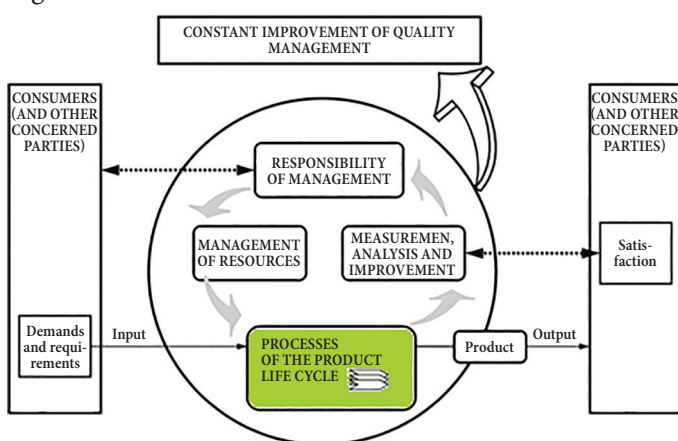 CONSTANT IMPROVEMENT OF QUALITY
MANAGEMENT
CONSUMERS
(AND OTHER
CONCERNED
PARTIES)
CONSUMERS
(AND OTHER
CONCERNED
PARTIES)
RESPONSIBILITY
OF MANAGEMENT
MANAGEMENT
OF RESOURCES
MEASUREMEN,
ANALYSIS AND
IMPROVEMENT
Satis-
faction
Demands
and requi-
rements
Input
PROCESSES
OF THE PRODUCT
LIFE CYCLE
Product
Output